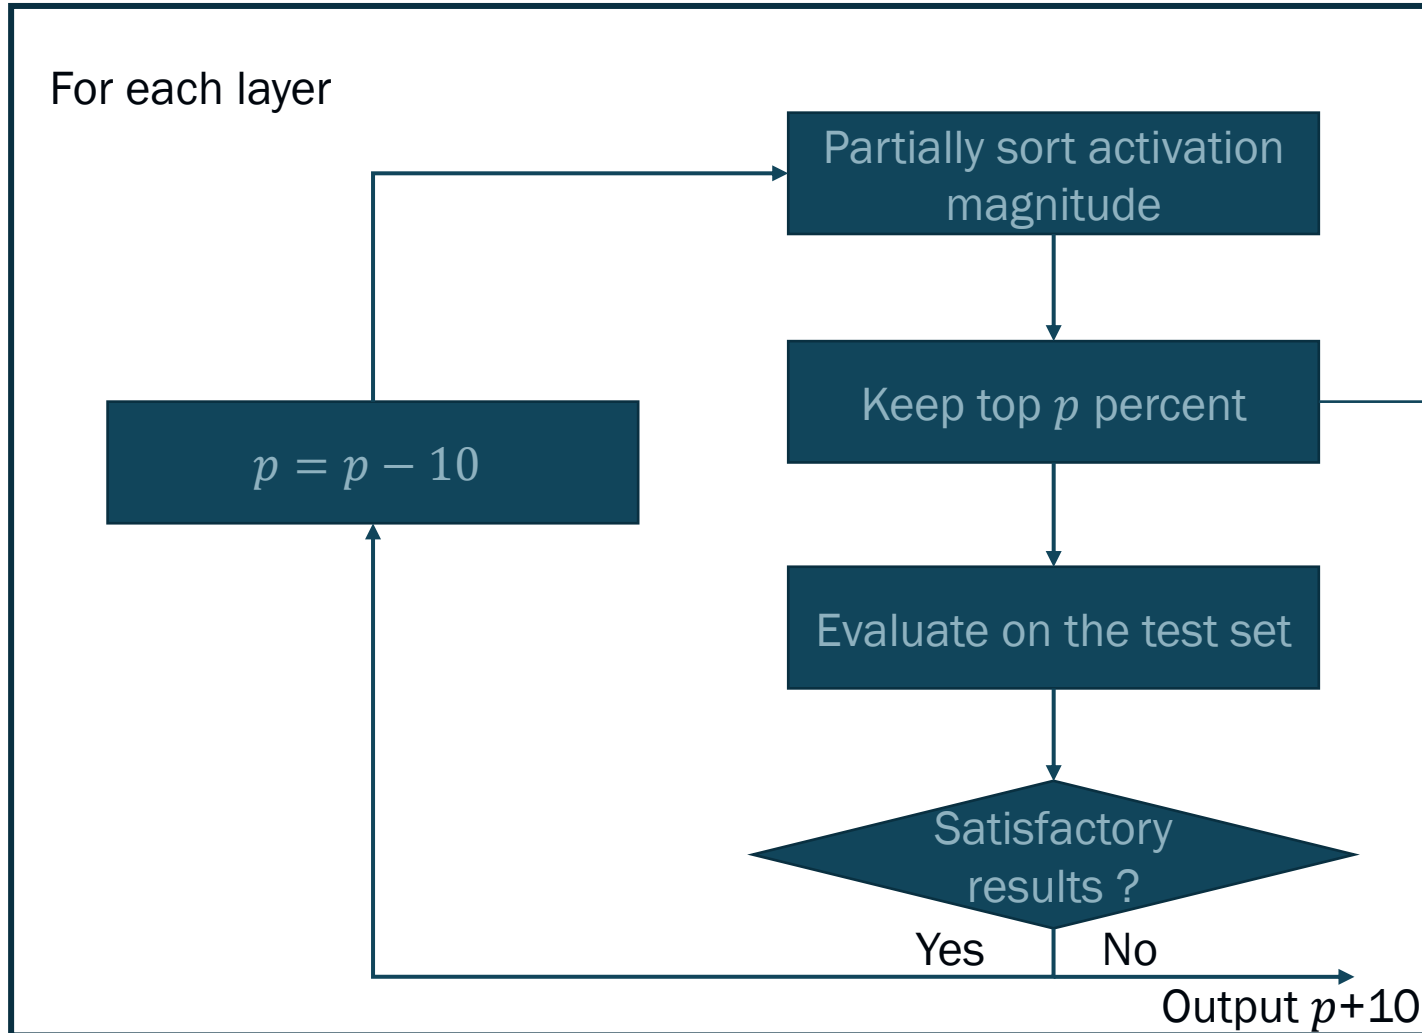 For each layer
Partially sort activation
magnitude
Keep top p percent
p = p − 10
Evaluate on the test set
Satisfactory
results ?
Yes
No
Output p+10